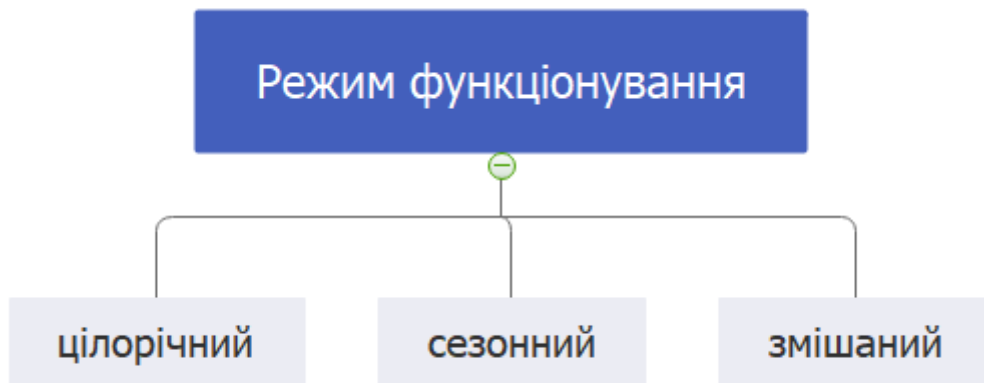 Режим функціонування
цілорічний
сезонний
змішаний